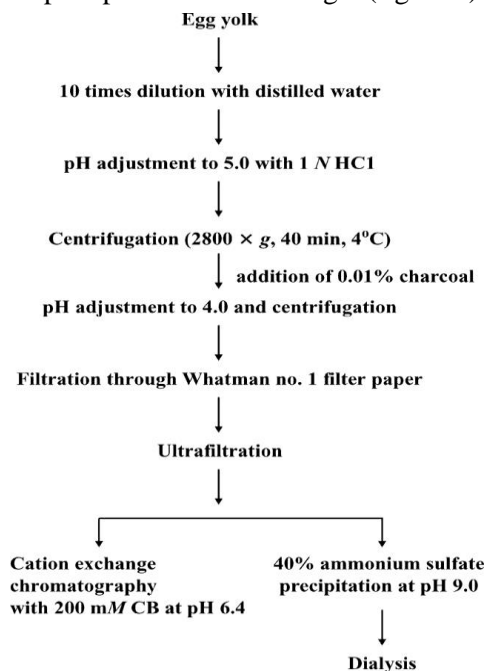 Egg yolk
10 times dilution with distilled water
pH adjustment to 5.0 with 1 N HC1
Centrifugation (2800 × g, 40 min, 4°C)
addition of 0.01% charcoal
pH adjustment to 4.0 and centrifugation
Filtration through Whatman no. 1 filter paper
Ultrafiltration
Cation exchange
chromatography
with 200 mM CB at pH 6.4
40% ammonium sulfate
precipitation at pH 9.0
Dialysis